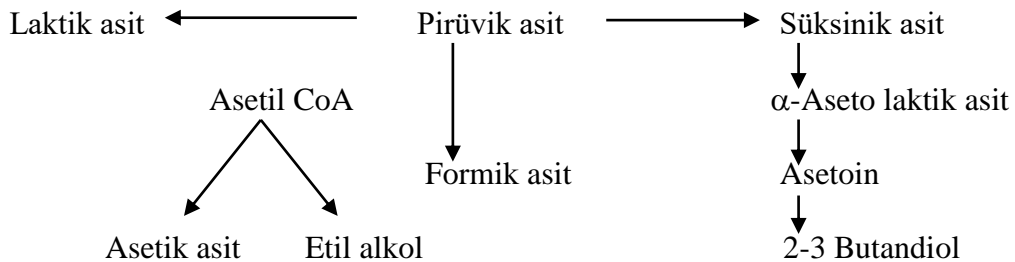 Laktik asit Pirüvik asit Süksinik asit
Asetil CoA α-Aseto laktik asit
Formik asit Asetoin
Asetik asit Etil alkol 2-3 Butandiol